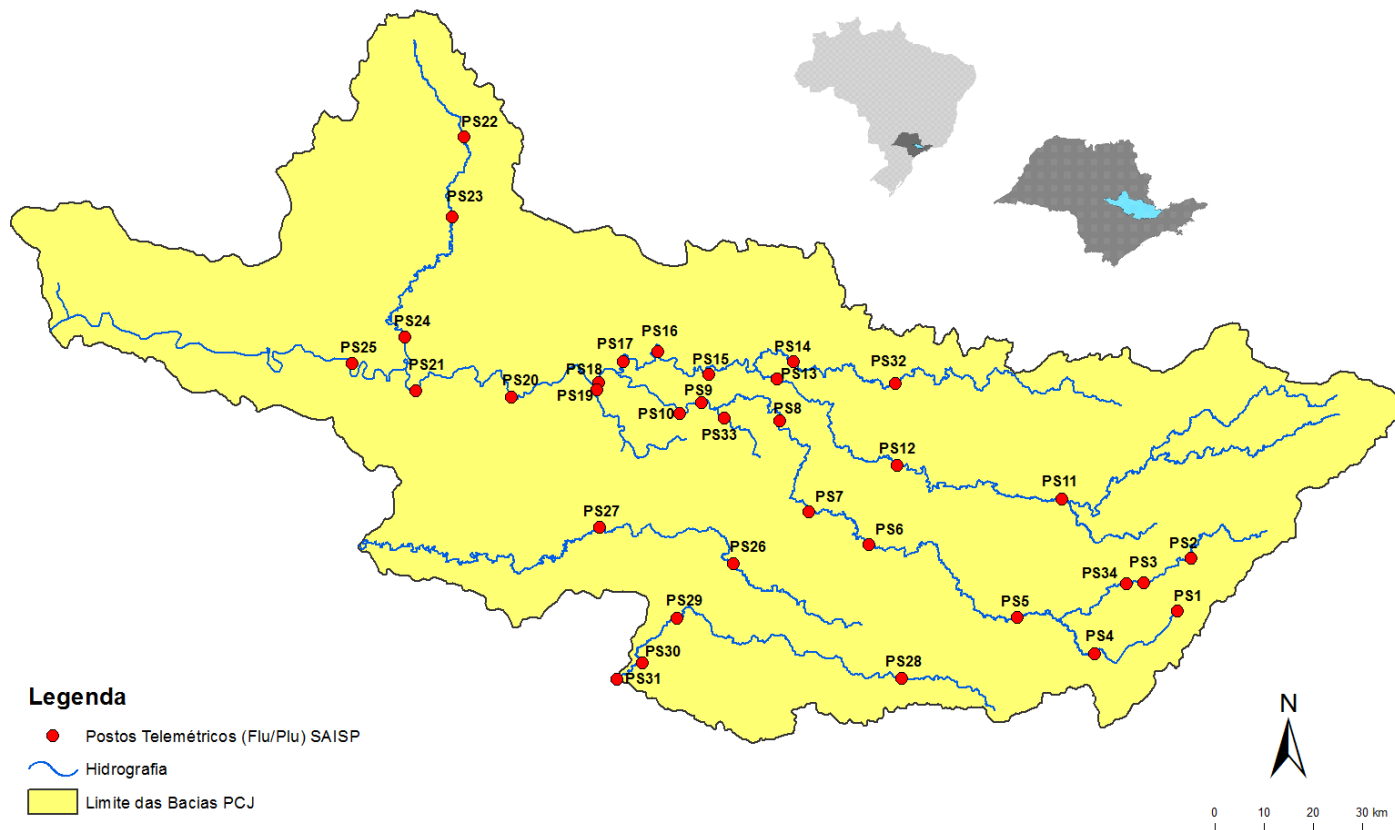 PS22
PS23
PS24
PS25
PS21
PS20
PS17
PS16
PS18
PS19
PS15
PS14
PS13
PS32
PS9
PS10
PS33
PS8
PS12
PS11
PS7
PS6
PS27
PS26
PS2
PS3
PS34
PS1
PS5
PS4
PS29
PS30
PS31
PS28
Legenda
Postos Telemétricos (Flu/Plu) SAISP
Hidrografia
Limite das Bacias PCJ
N
0 10 20 30 km